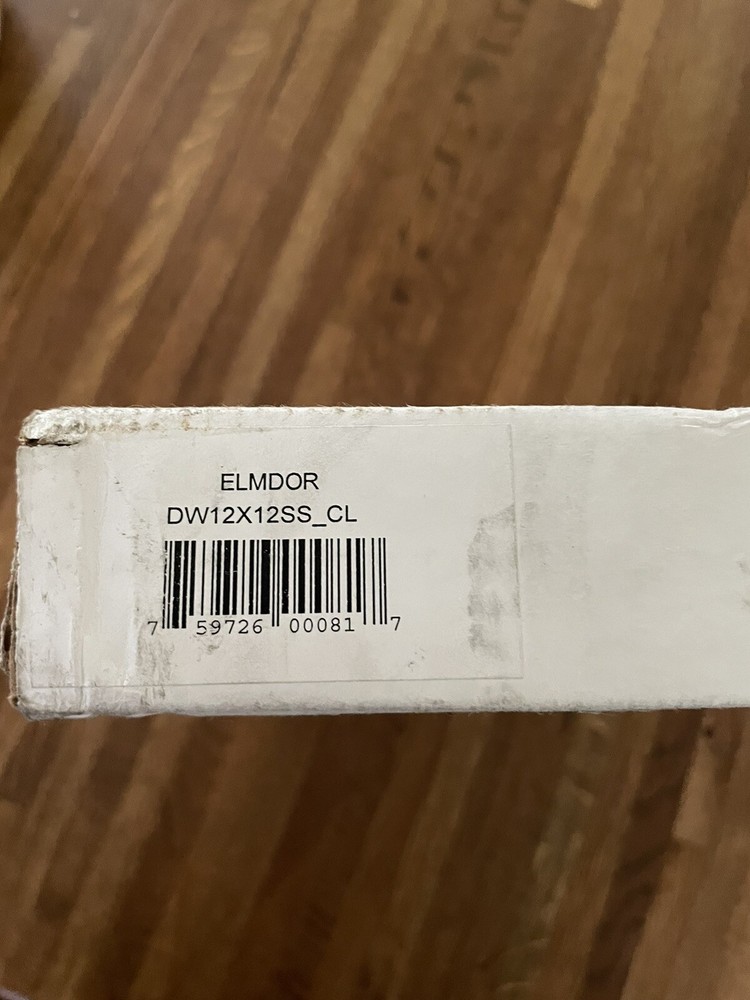 ELMDOR
DW12X12SS_CL
7 59726 00081 7